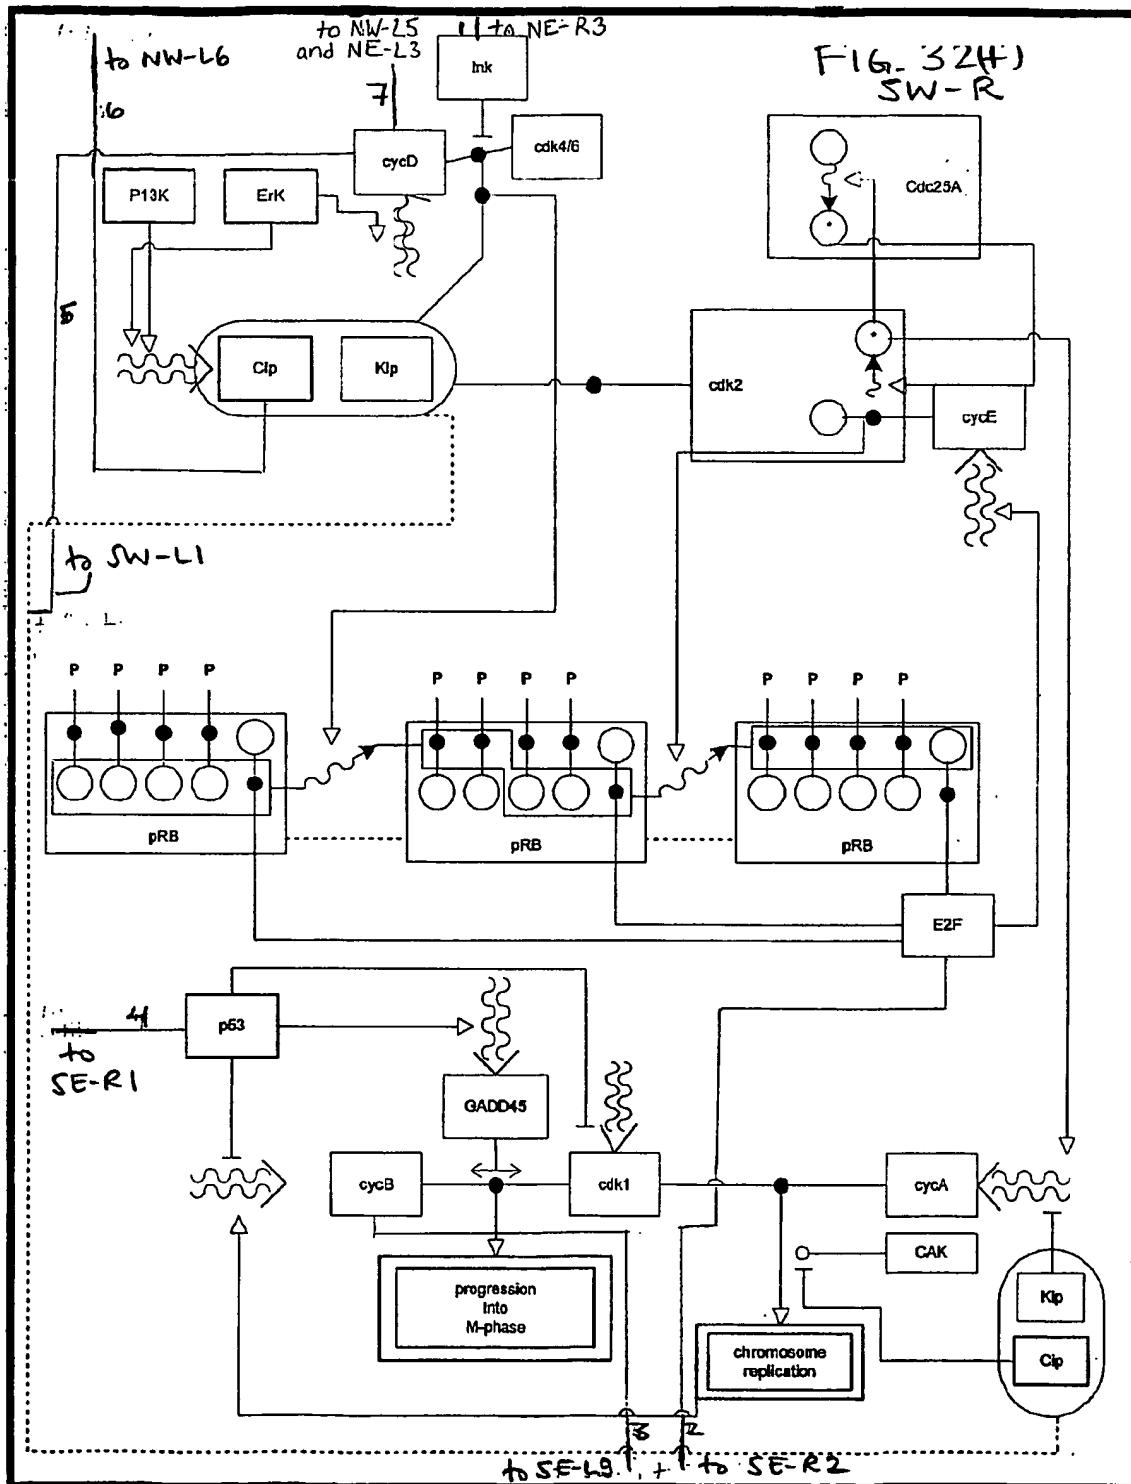 to NW-L6
to NW-L5
and NE-L3
to NE-R3
FIG. 32(H)
SW-R
6
7
Ink
cycD
cdk4/6
P13K
ErK
Cdc25A
5
Cip
Kip
cdk2
cycE
to SW-L1
P P P P
P P P P
P P P P
pRB
pRB
pRB
E2F
4
p53
to
SE-R1
GADD45
cycB
cdk1
cycA
CAK
progression
into
M-phase
Kip
Cip
chromosome
replication
3
2
to SE-L9
to SE-R2